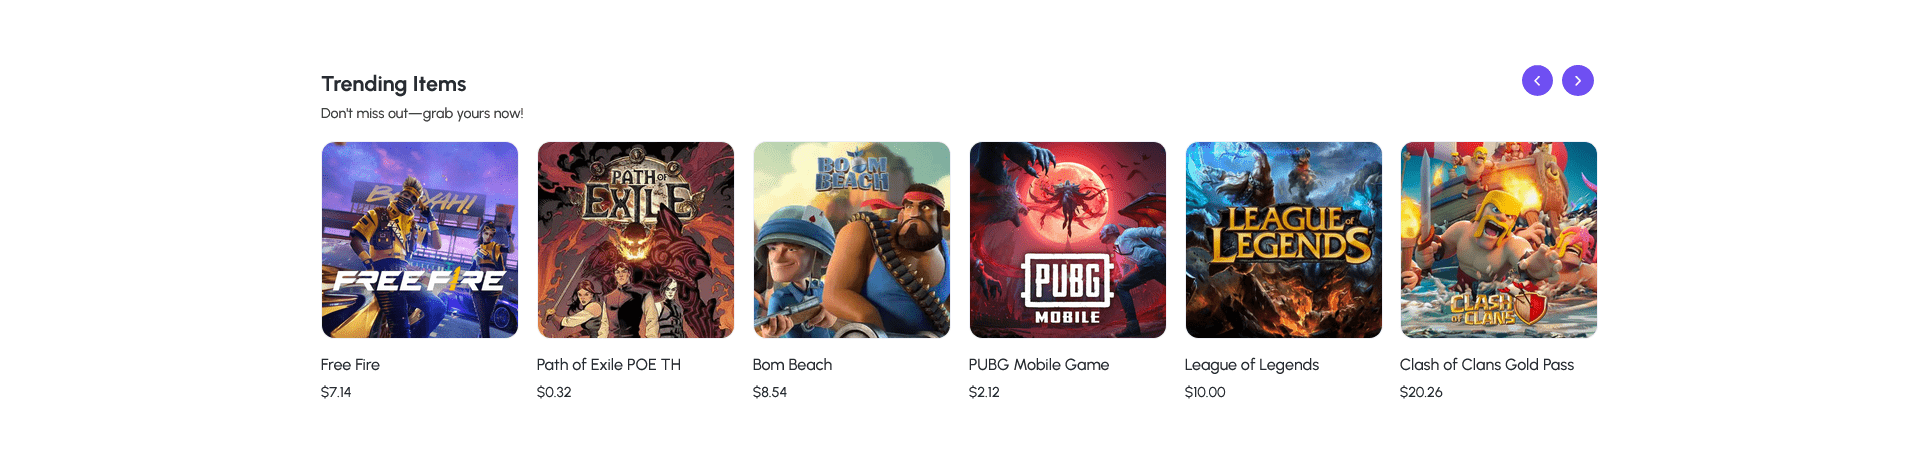 Trending Items
Don't miss out—grab yours now!
BOOYAH!
FREE FIRE
PATH OF
EXILE
BOOM
BEACH
PUBG
MOBILE
LEAGUE of
LEGENDS
CLASH
OF CLANS
Free Fire
Path of Exile POE TH
Bom Beach
PUBG Mobile Game
League of Legends
Clash of Clans Gold Pass
$7.14
$0.32
$8.54
$2.12
$10.00
$20.26